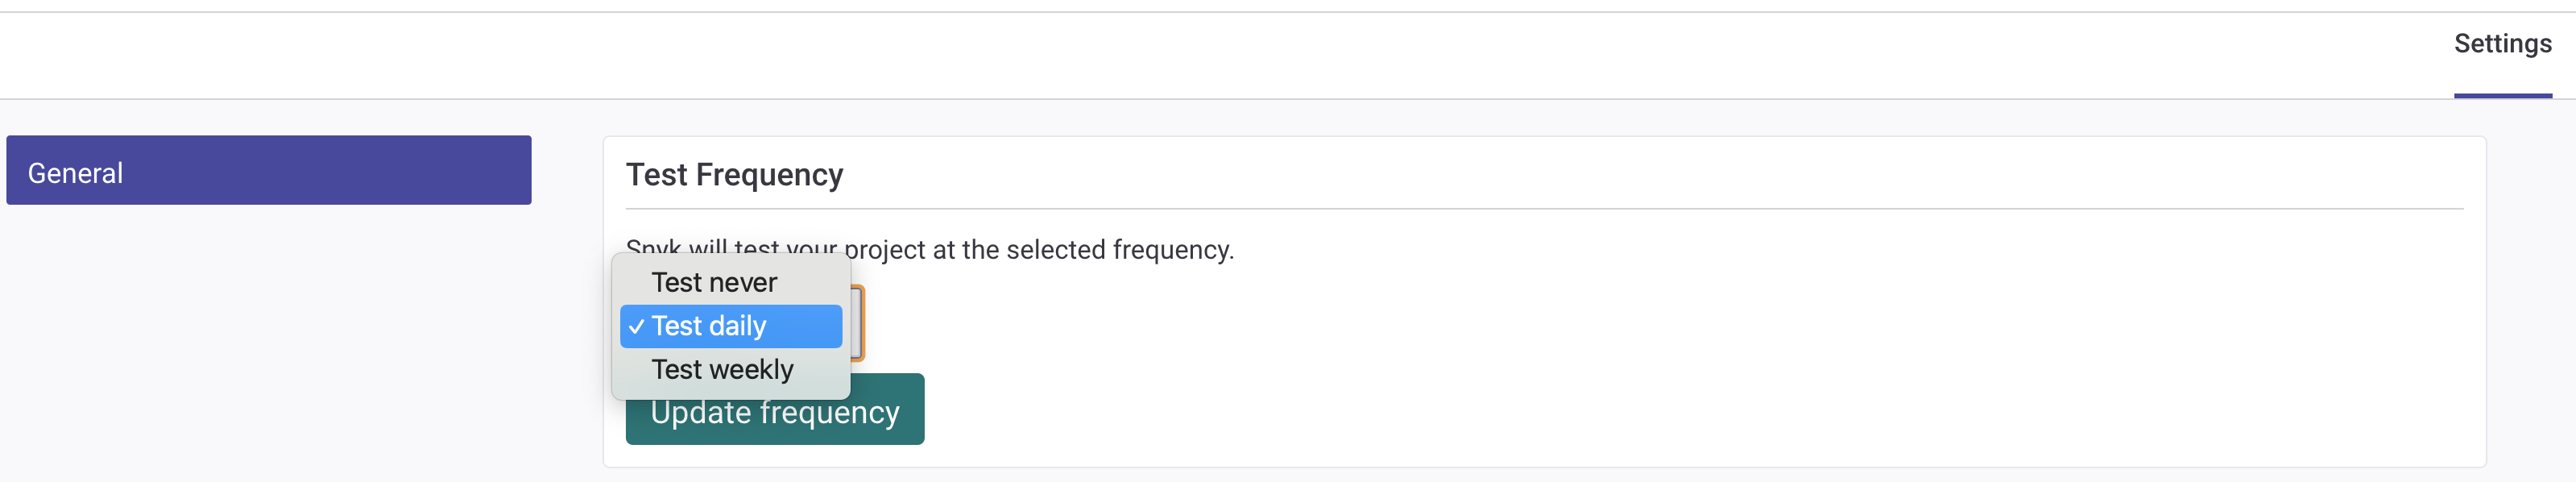 Settings
General
Test Frequency
Snyk will test your project at the selected frequency.
Test never
✓ Test daily
Test weekly
Update frequency